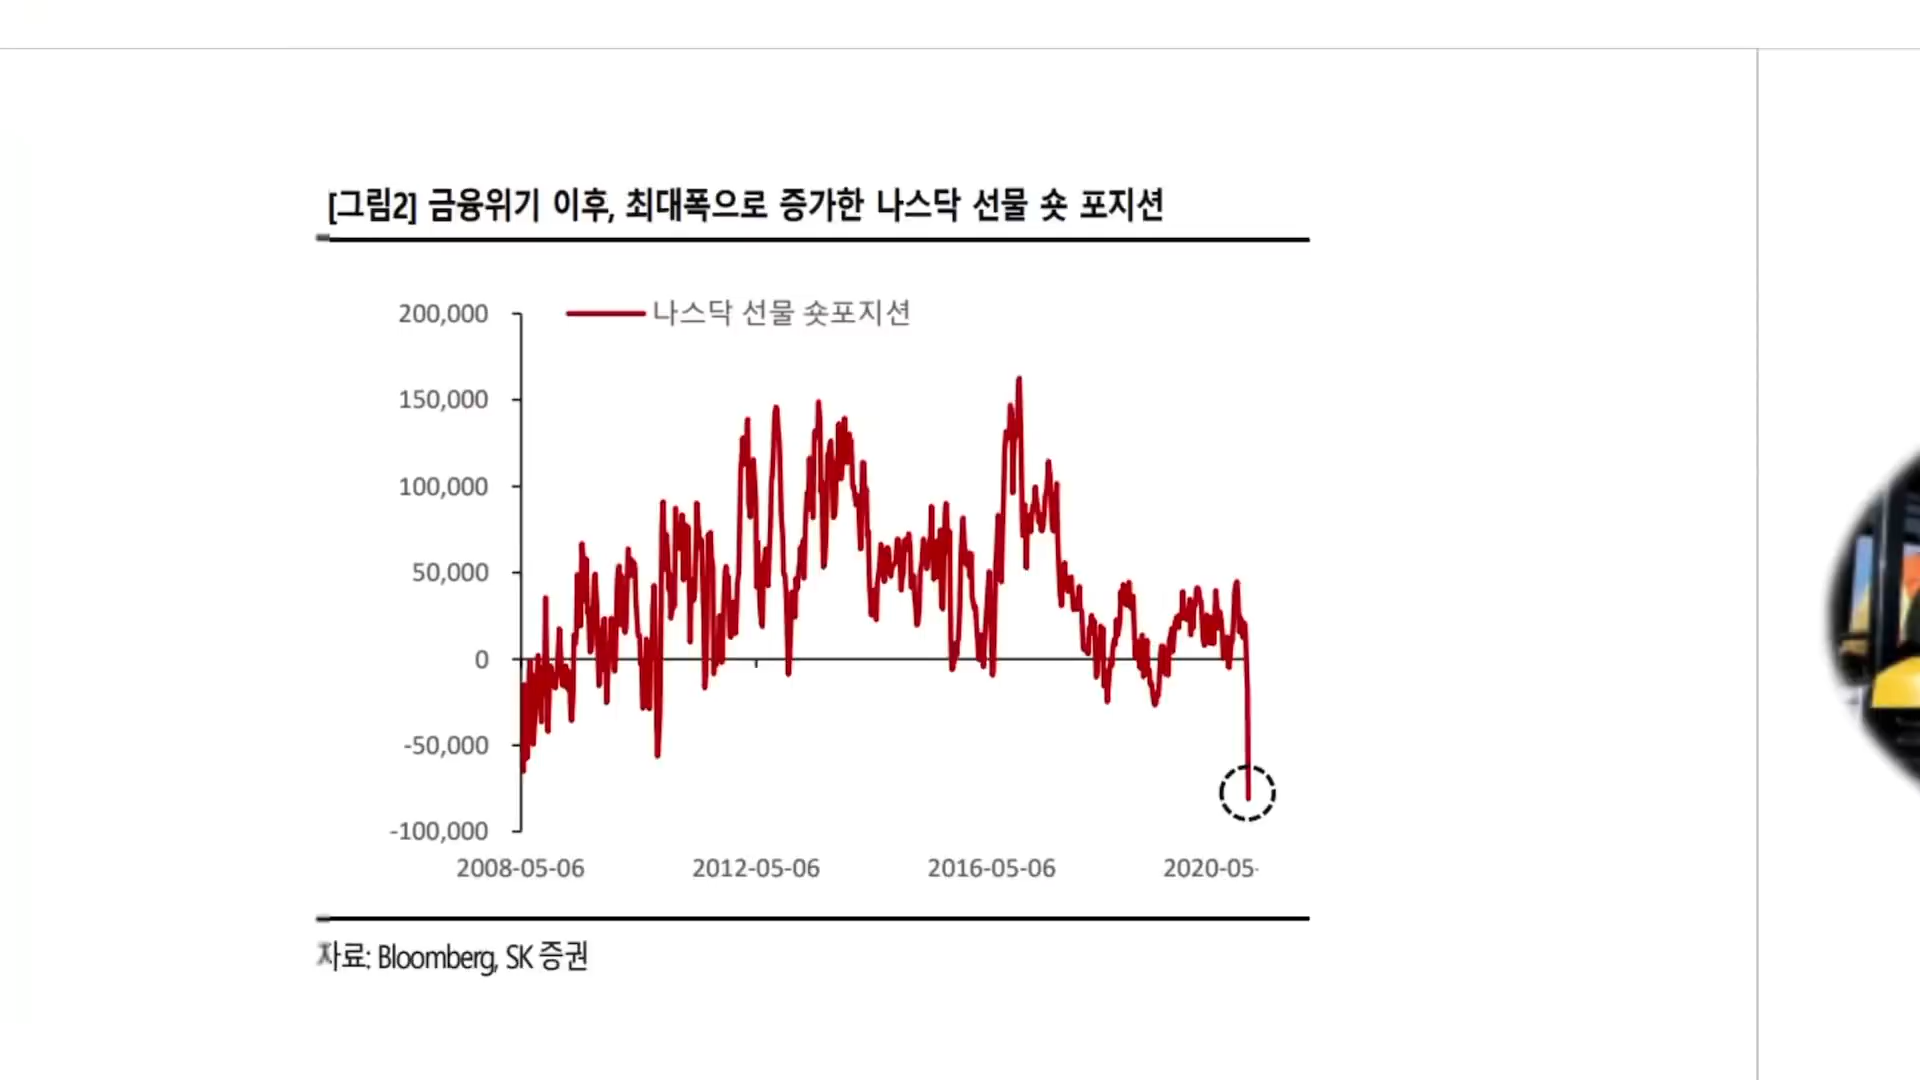 [그림2] 금융위기 이후, 최대폭으로 증가한 나스닥 선물 숏 포지션
나스닥 선물 숏포지션
200,000
150,000
100,000
50,000
0
-50,000
-100,000
2008-05-06 2012-05-06 2016-05-06 2020-05-
자료: Bloomberg, SK 증권